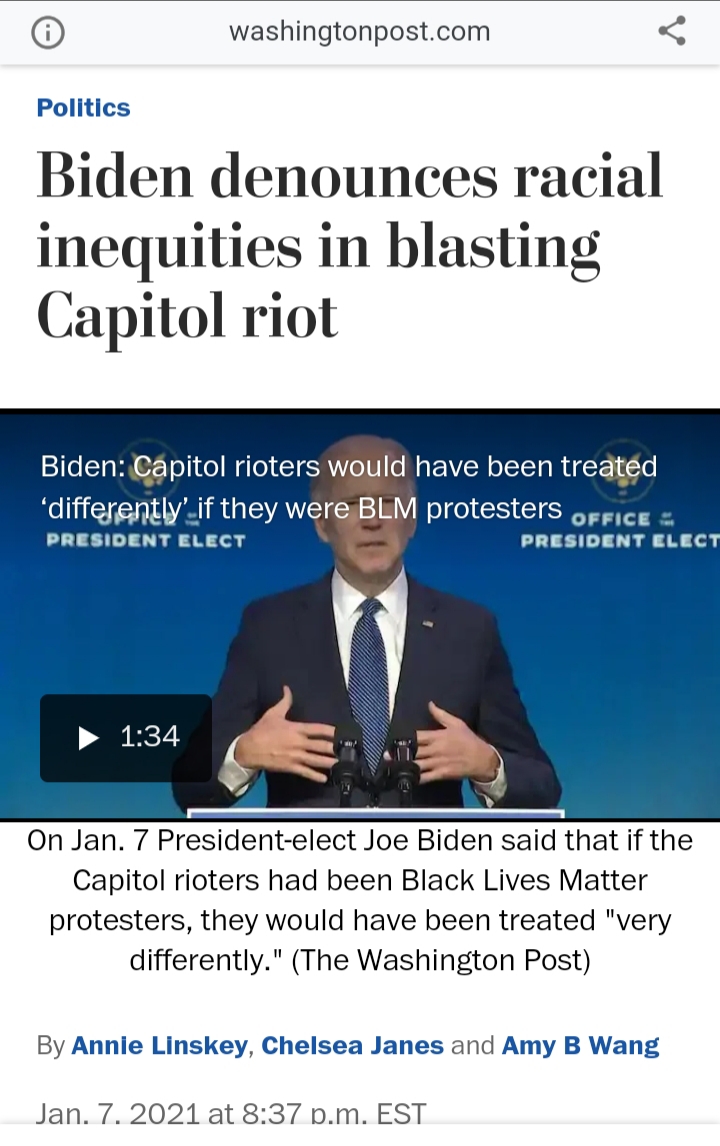 washingtonpost.com
Politics
Biden denounces racial
inequities in blasting
Capitol riot
Biden: Capitol rioters would have been treated
‘differently’ if they were BLM protesters
OFFICE
PRESIDENT ELECT
OFFICE
PRESIDENT ELECT
1:34
On Jan. 7 President-elect Joe Biden said that if the
Capitol rioters had been Black Lives Matter
protesters, they would have been treated "very
differently." (The Washington Post)
By Annie Linskey, Chelsea Janes and Amy B Wang
Jan. 7, 2021 at 8:37 p.m. EST